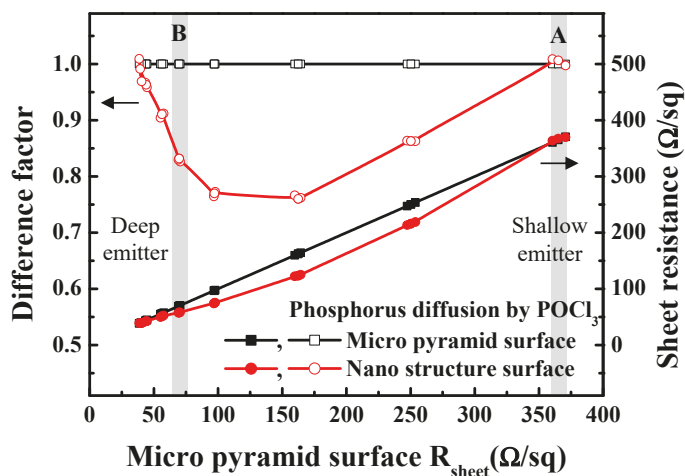 B A
1.0
0.9
0.8
0.7
0.6
0.5
Difference factor
500
400
300
200
100
0
Sheet resistance (Ω/sq)
Deep
emitter
Shallow
emitter
Phosphorus diffusion by POCl3
, Micro pyramid surface
, Nano structure surface
0 50 100 150 200 250 300 350 400
Micro pyramid surface Rsheet(Ω/sq)